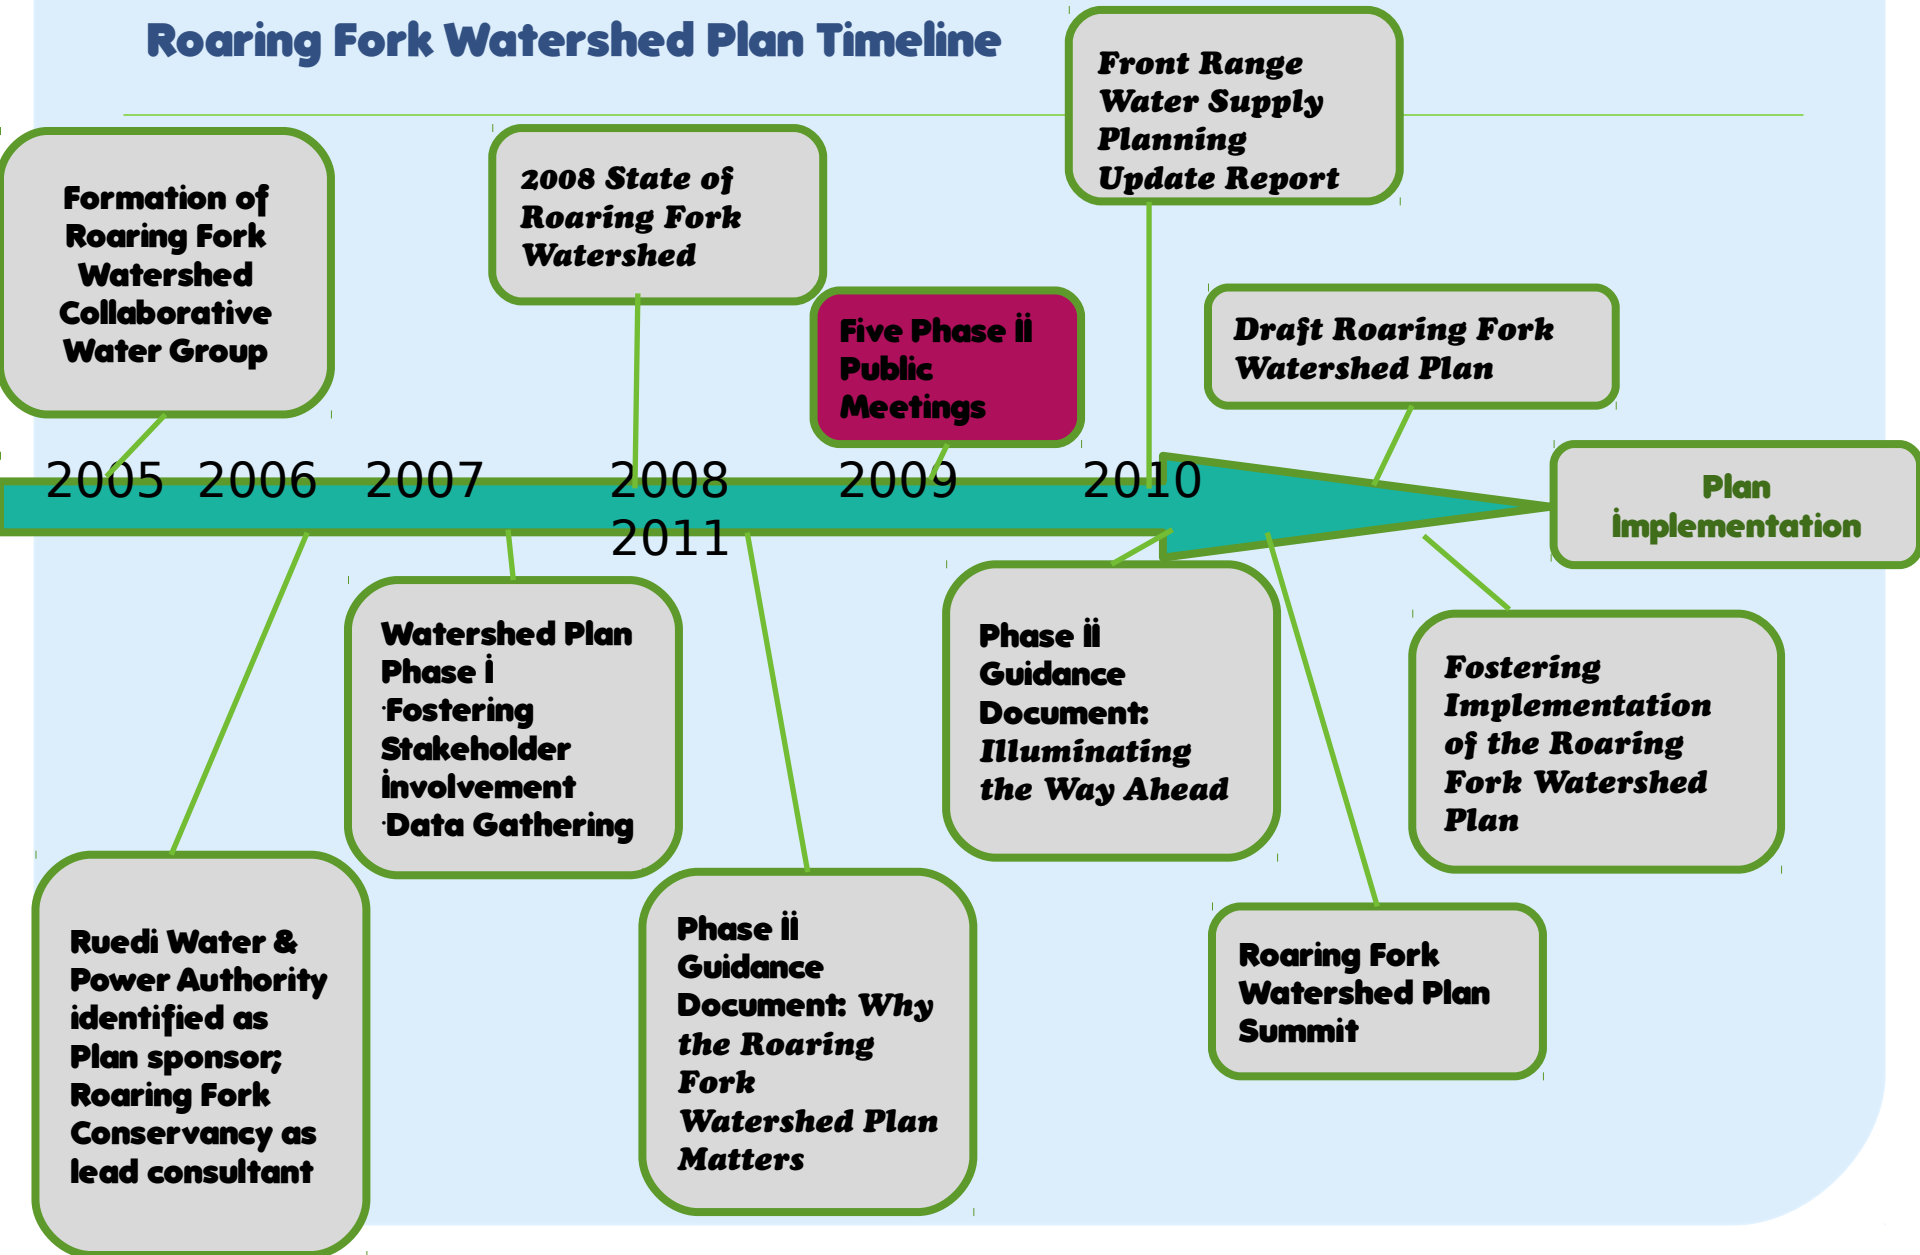 Roaring Fork Watershed Plan Timeline
Front Range
Water Supply
Planning
Update Report
Formation of
Roaring Fork
Watershed
Collaborative
Water Group
2008 State of
Roaring Fork
Watershed
Five Phase II
Public
Meetings
Draft Roaring Fork
Watershed Plan
2005 2006 2007 2008 2009 2010
2011
Plan
Implementation
Watershed Plan
Phase I
·Fostering
Stakeholder
Involvement
·Data Gathering
Phase II
Guidance
Document:
Illuminating
the Way Ahead
Fostering
Implementation
of the Roaring
Fork Watershed
Plan
Ruedi Water &
Power Authority
identified as
Plan sponsor;
Roaring Fork
Conservancy as
lead consultant
Phase II
Guidance
Document: Why
the Roaring
Fork
Watershed Plan
Matters
Roaring Fork
Watershed Plan
Summit